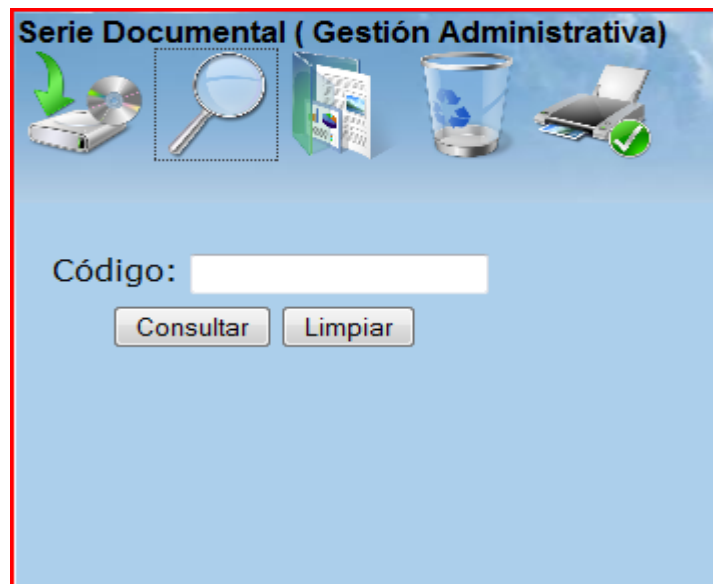 Serie Documental ( Gestión Administrativa)
Código:
Consultar Limpiar